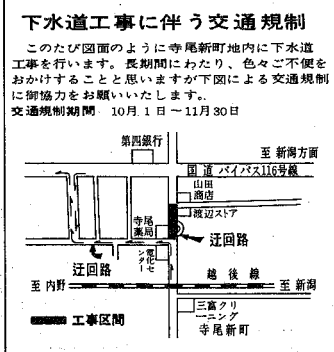 下水道工事に伴う交通規制
このたび図面のように寺尾新町地内に下水道
工事を行います。長期間にわたり、色々ご不便を
おかけすることと思いますが下図による交通規制
に御協力をお願いいたします。
交通規制期間 10月1日～11月30日
第四銀行
至新潟方面
国道バイパス116号線
山田
商店
渡辺ストア
寺尾
薬局
迂回路
迂回路
電化セ
ンター
越後線
至内野
至新潟
工事区間
三富クリ
ーニング
寺尾新町